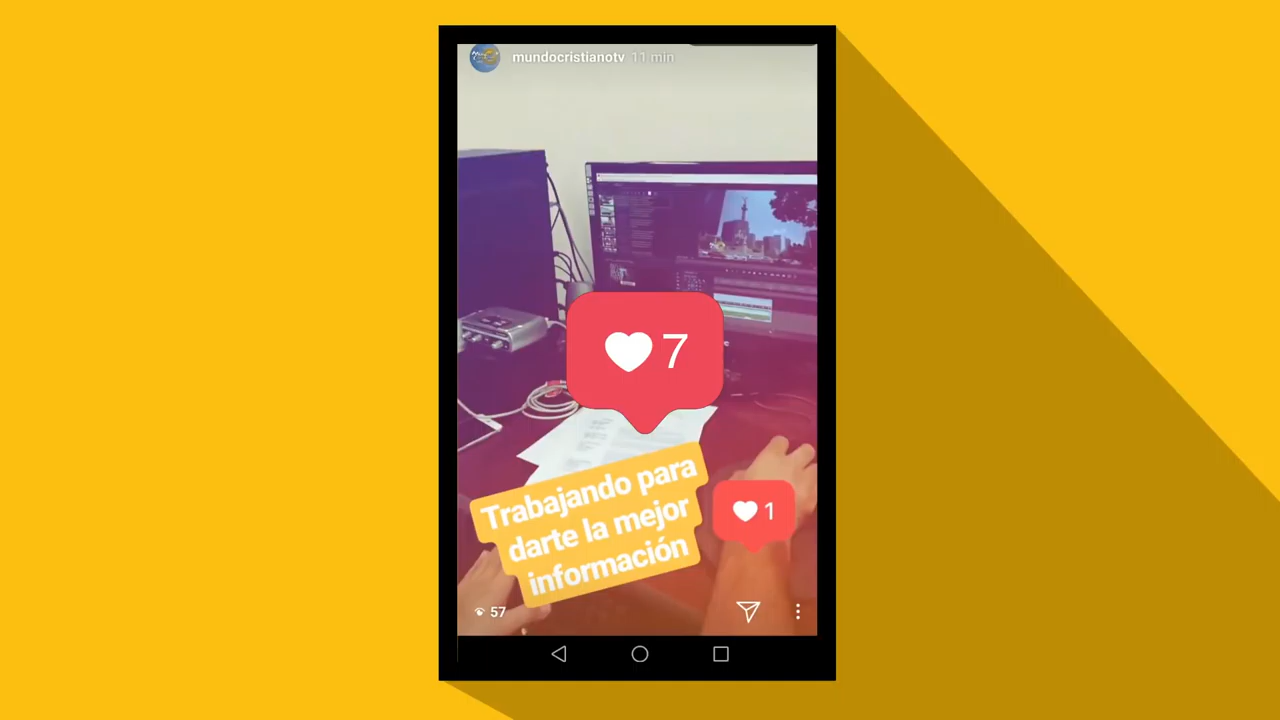 mundocristianotv 11 min
7
Trabajando para
darte la mejor
información
1
57